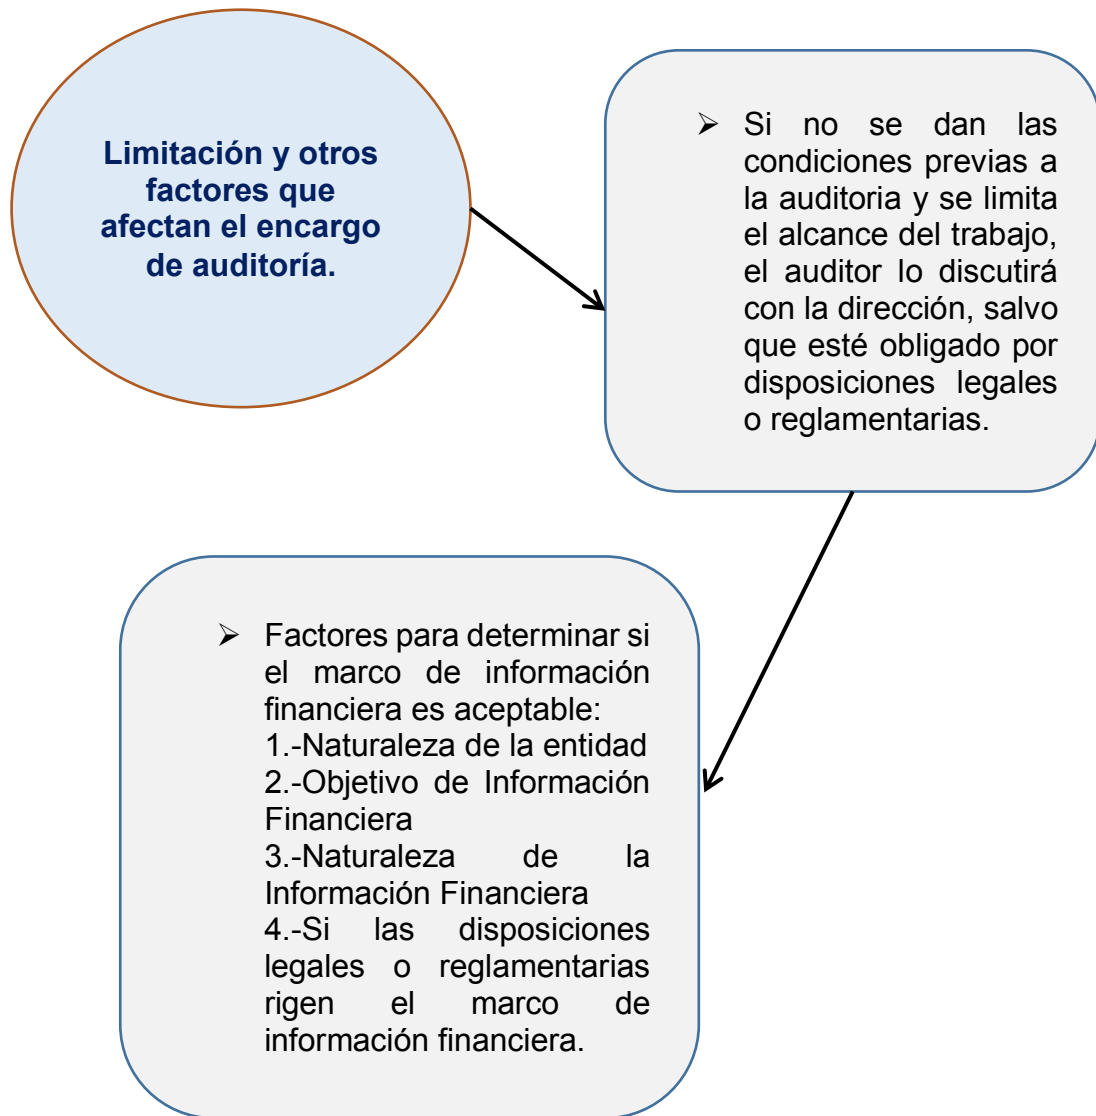 Limitación y otros
factores que
afectan el encargo
de auditoría.
➢ Si no se dan las
condiciones previas a
la auditoria y se limita
el alcance del trabajo,
el auditor lo discutirá
con la dirección, salvo
que esté obligado por
disposiciones legales
o reglamentarias.
➢ Factores para determinar si
el marco de información
financiera es aceptable:
1.-Naturaleza de la entidad
2.-Objetivo de Información
Financiera
3.-Naturaleza de la
Información Financiera
4.-Si las disposiciones
legales o reglamentarias
rigen el marco de
información financiera.